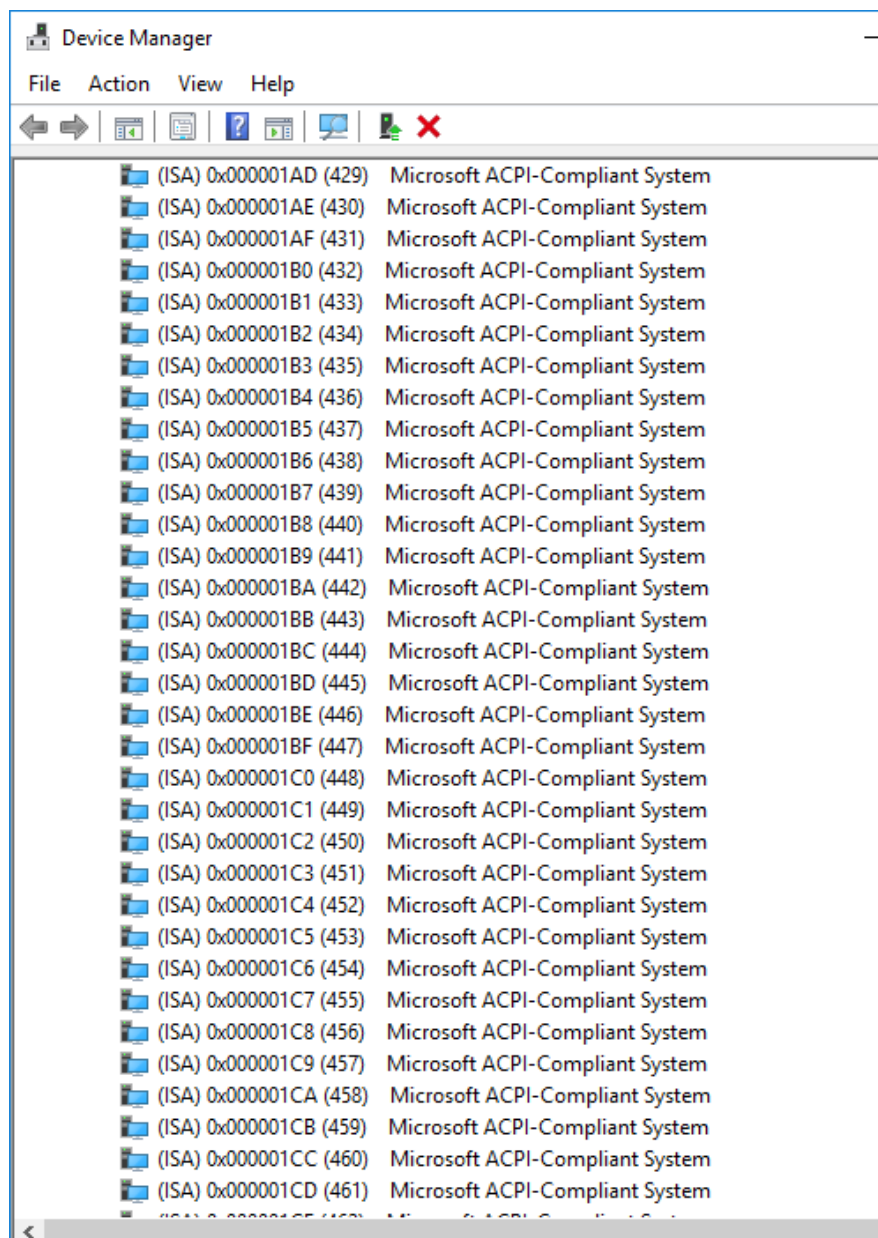 Device Manager
File Action View Help
(ISA) 0x000001AD (429) Microsoft ACPI-Compliant System
(ISA) 0x000001AE (430) Microsoft ACPI-Compliant System
(ISA) 0x000001AF (431) Microsoft ACPI-Compliant System
(ISA) 0x000001B0 (432) Microsoft ACPI-Compliant System
(ISA) 0x000001B1 (433) Microsoft ACPI-Compliant System
(ISA) 0x000001B2 (434) Microsoft ACPI-Compliant System
(ISA) 0x000001B3 (435) Microsoft ACPI-Compliant System
(ISA) 0x000001B4 (436) Microsoft ACPI-Compliant System
(ISA) 0x000001B5 (437) Microsoft ACPI-Compliant System
(ISA) 0x000001B6 (438) Microsoft ACPI-Compliant System
(ISA) 0x000001B7 (439) Microsoft ACPI-Compliant System
(ISA) 0x000001B8 (440) Microsoft ACPI-Compliant System
(ISA) 0x000001B9 (441) Microsoft ACPI-Compliant System
(ISA) 0x000001BA (442) Microsoft ACPI-Compliant System
(ISA) 0x000001BB (443) Microsoft ACPI-Compliant System
(ISA) 0x000001BC (444) Microsoft ACPI-Compliant System
(ISA) 0x000001BD (445) Microsoft ACPI-Compliant System
(ISA) 0x000001BE (446) Microsoft ACPI-Compliant System
(ISA) 0x000001BF (447) Microsoft ACPI-Compliant System
(ISA) 0x000001C0 (448) Microsoft ACPI-Compliant System
(ISA) 0x000001C1 (449) Microsoft ACPI-Compliant System
(ISA) 0x000001C2 (450) Microsoft ACPI-Compliant System
(ISA) 0x000001C3 (451) Microsoft ACPI-Compliant System
(ISA) 0x000001C4 (452) Microsoft ACPI-Compliant System
(ISA) 0x000001C5 (453) Microsoft ACPI-Compliant System
(ISA) 0x000001C6 (454) Microsoft ACPI-Compliant System
(ISA) 0x000001C7 (455) Microsoft ACPI-Compliant System
(ISA) 0x000001C8 (456) Microsoft ACPI-Compliant System
(ISA) 0x000001C9 (457) Microsoft ACPI-Compliant System
(ISA) 0x000001CA (458) Microsoft ACPI-Compliant System
(ISA) 0x000001CB (459) Microsoft ACPI-Compliant System
(ISA) 0x000001CC (460) Microsoft ACPI-Compliant System
(ISA) 0x000001CD (461) Microsoft ACPI-Compliant System